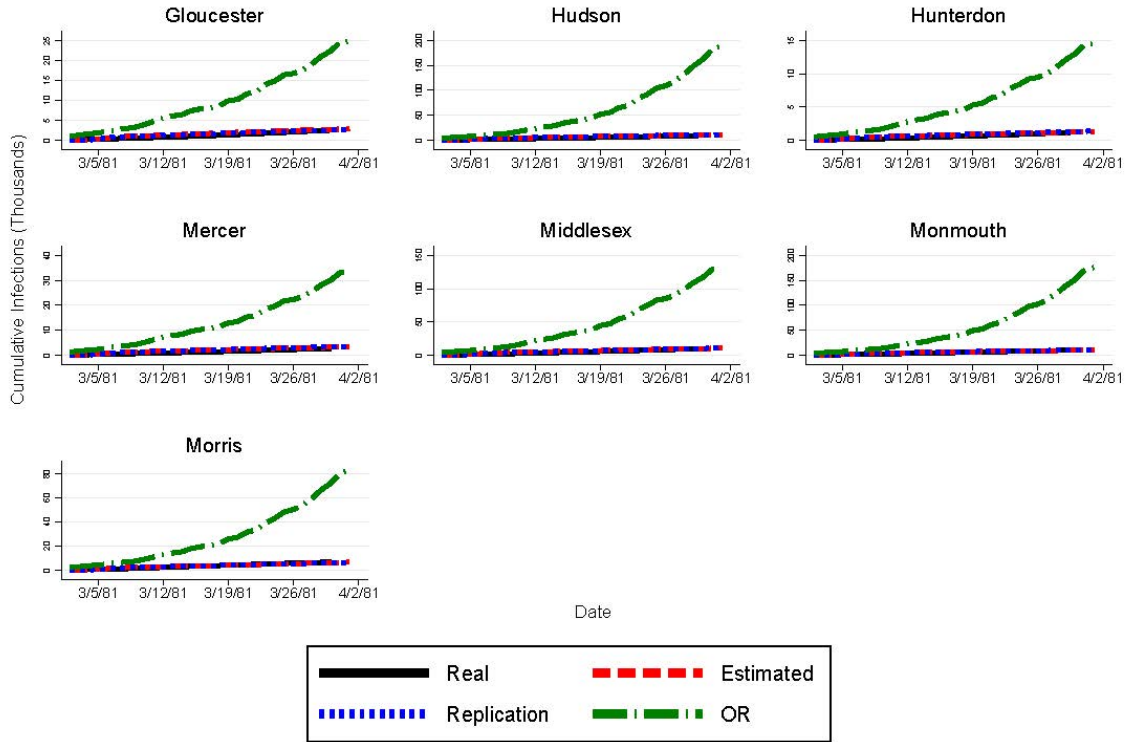 Gloucester
Hudson
Hunterdon
0 5 10 15 20 25
0 50 100 150 200
0 5 10 15
3/5/81 3/12/81 3/19/81 3/26/81 4/2/81
3/5/81 3/12/81 3/19/81 3/26/81 4/2/81
3/5/81 3/12/81 3/19/81 3/26/81 4/2/81
Cumulative Infections (Thousands)
Mercer
Middlesex
Monmouth
0 10 20 30 40
0 50 100 150
0 50 100 150 200
3/5/81 3/12/81 3/19/81 3/26/81 4/2/81
3/5/81 3/12/81 3/19/81 3/26/81 4/2/81
3/5/81 3/12/81 3/19/81 3/26/81 4/2/81
Morris
0 20 40 60 80
3/5/81 3/12/81 3/19/81 3/26/81 4/2/81
Date
Real
Estimated
Replication
OR